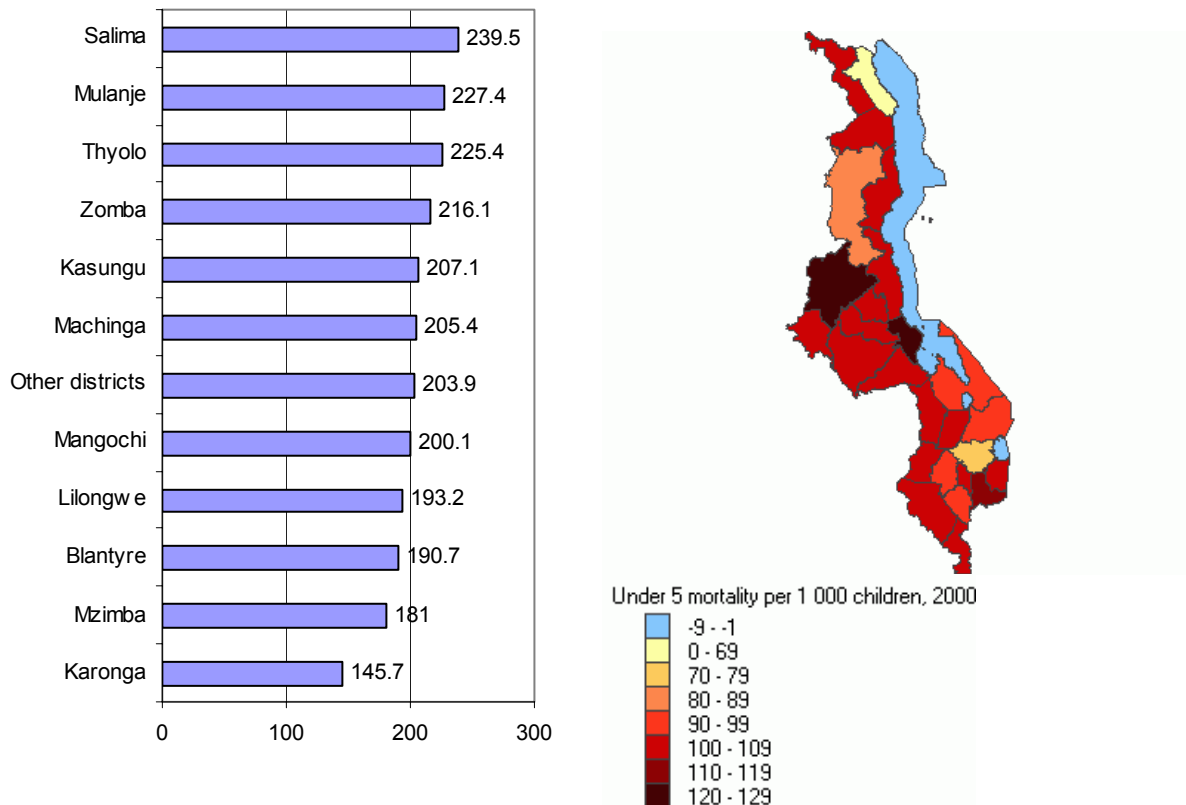 Salima
239.5
Mulanje
227.4
Thyolo
225.4
Zomba
216.1
Kasungu
207.1
Machinga
205.4
Other districts
203.9
Mangochi
200.1
Lilongw e
193.2
Blantyre
190.7
Mzimba
181
Karonga
145.7
0 100 200 300
Under 5 mortality per 1 000 children, 2000
-9 - -1
0 - 69
70 - 79
80 - 89
90 - 99
100 - 109
110 - 119
120 - 129